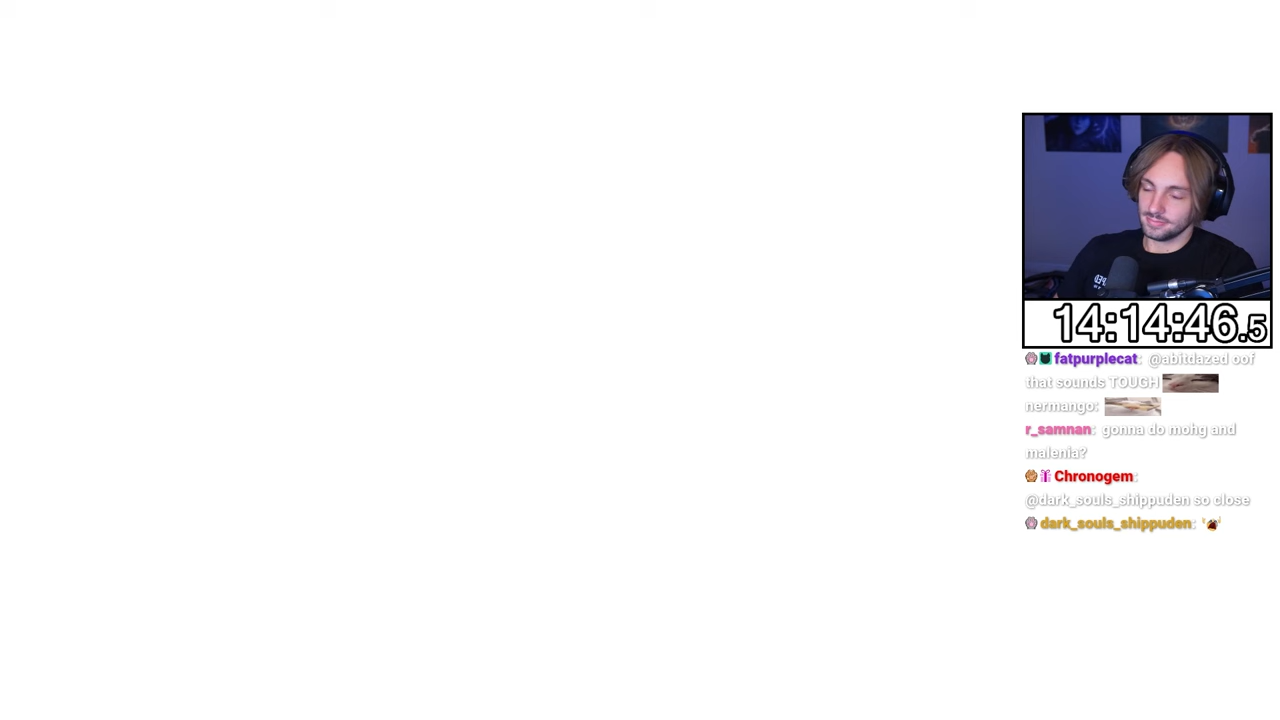 14:14:46.5
fatpurplecat: @abitdazed oof
that sounds TOUGH
nermango:
r_samnan: gonna do mohg and
malenia?
Chronogem:
@dark_souls_shippuden so close
dark_souls_shippuden: